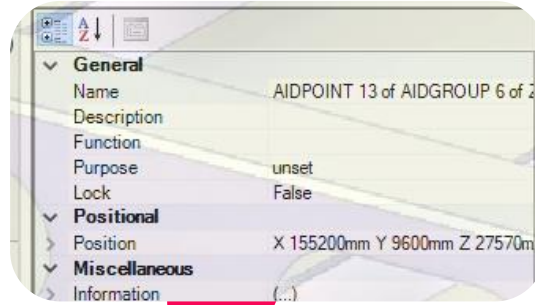 General
Name AIDPOINT 13 of AIDGROUP 6 of Z
Description
Function
Purpose unset
Lock False
Positional
Position X 155200mm Y 9600mm Z 27570m
Miscellaneous
Information (...)